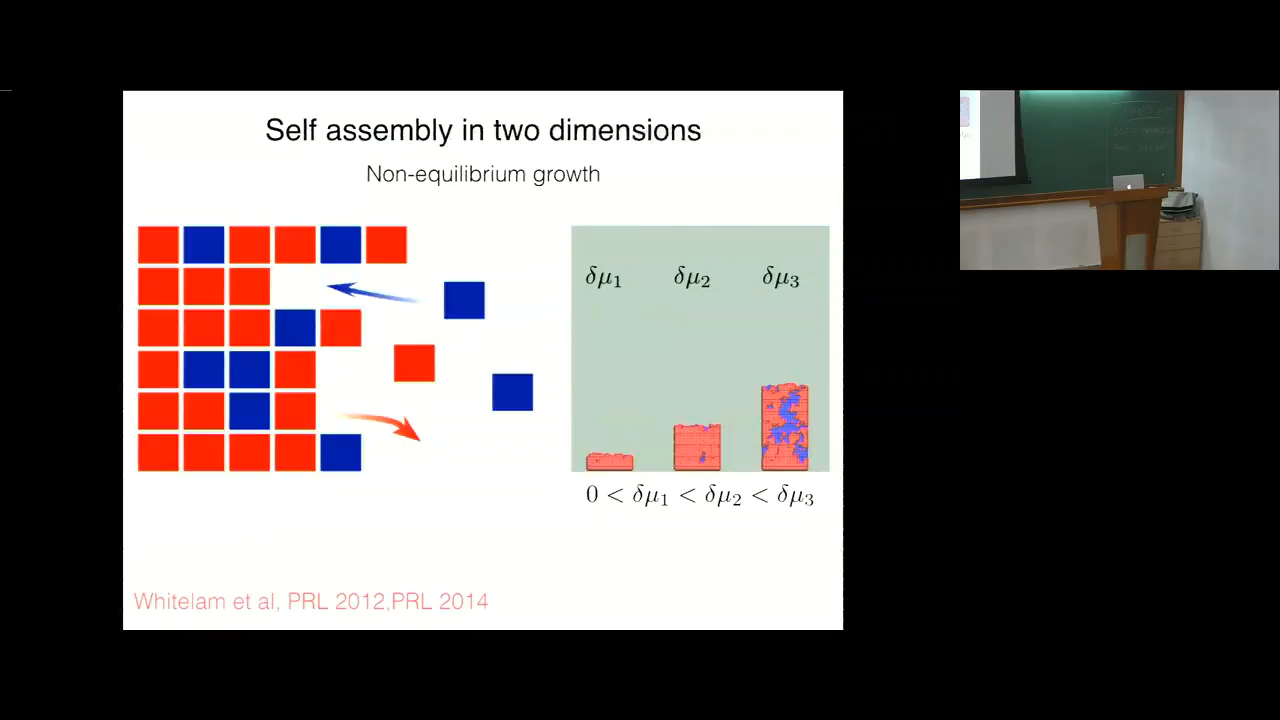 Self assembly in two dimensions
Non-equilibrium growth
δμ₁ δμ₂ δμ₃
0 < δμ₁ < δμ₂ < δμ₃
Whitelam et al, PRL 2012,PRL 2014